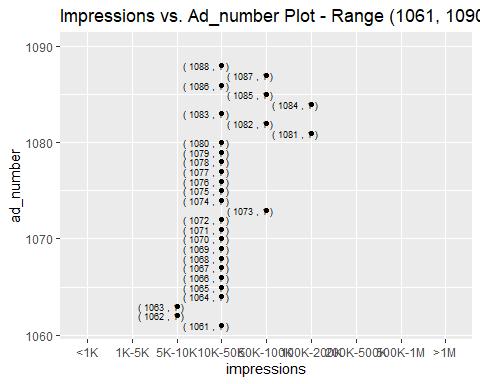 Impressions vs. Ad_number Plot - Range (1061, 1090
1090
( 1088 , )
( 1087 , )
( 1086 , )
( 1085 , )
( 1084 , )
( 1083 , )
( 1082 , )
( 1081 , )
1080
( 1080 , )
( 1079 , )
( 1078 , )
( 1077 , )
( 1076 , )
( 1075 , )
( 1074 , )
( 1073 , )
( 1072 , )
( 1071 , )
1070
( 1070 , )
( 1069 , )
( 1068 , )
( 1067 , )
( 1066 , )
( 1065 , )
( 1064 , )
( 1063 , )
( 1062 , )
( 1061 , )
1060
ad_number
<1K 1K-5K 5K-10K 10K-50K 50K-100K 100K-200K 200K-500K 500K-1M >1M
impressions